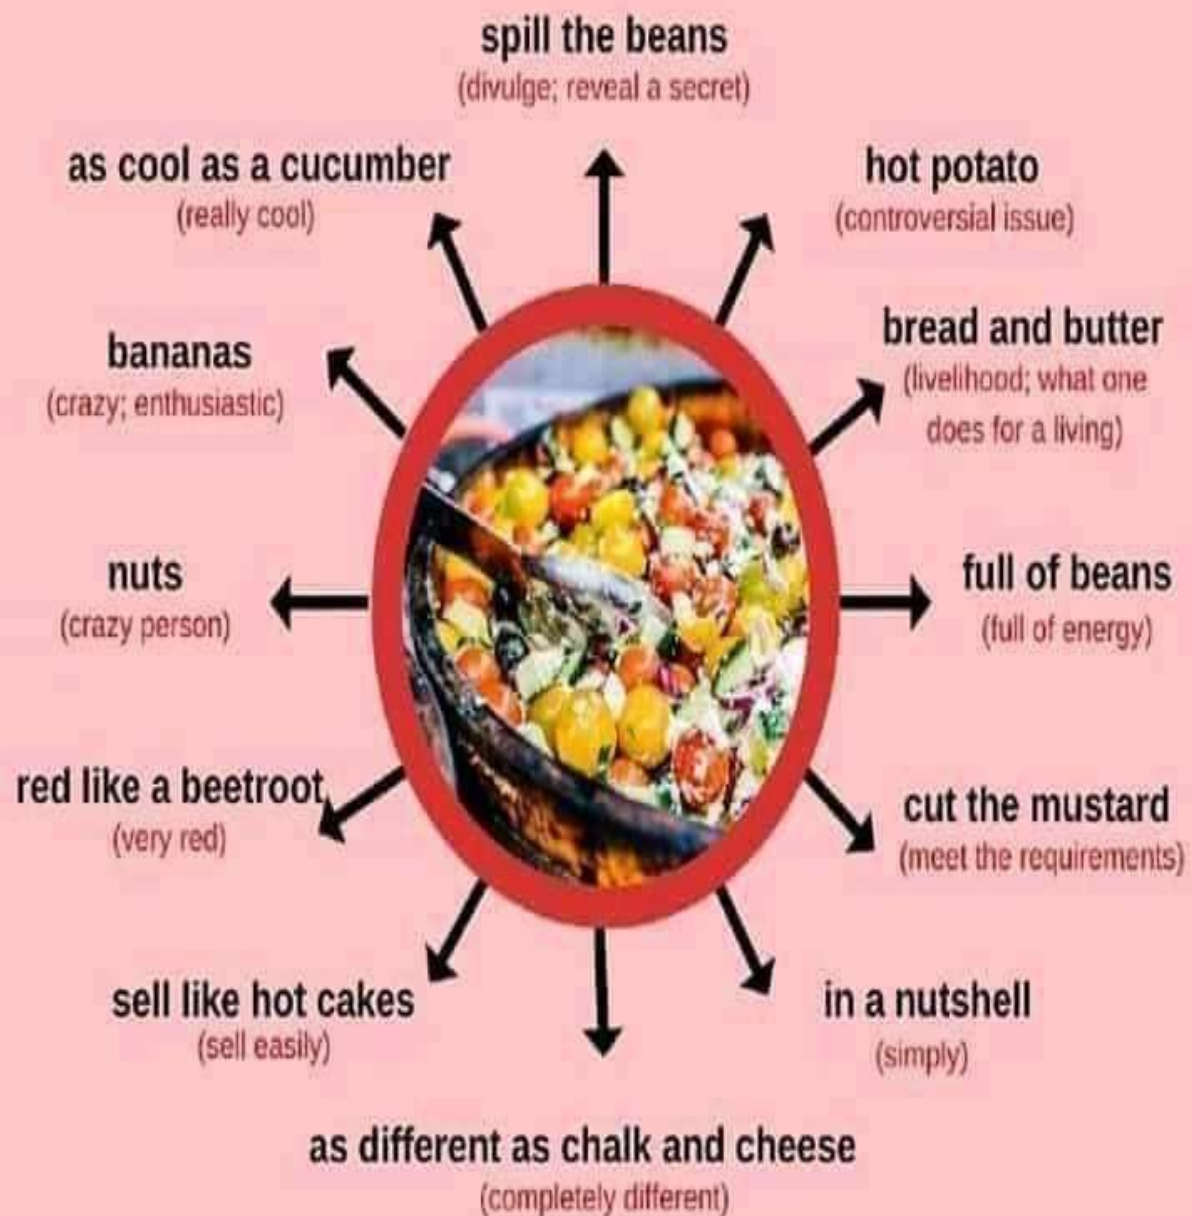 spill the beans
(divulge; reveal a secret)
as cool as a cucumber
(really cool)
hot potato
(controversial issue)
bananas
(crazy; enthusiastic)
bread and butter
(livelihood; what one
does for a living)
nuts
(crazy person)
full of beans
(full of energy)
red like a beetroot
(very red)
cut the mustard
(meet the requirements)
sell like hot cakes
(sell easily)
in a nutshell
(simply)
as different as chalk and cheese
(completely different)